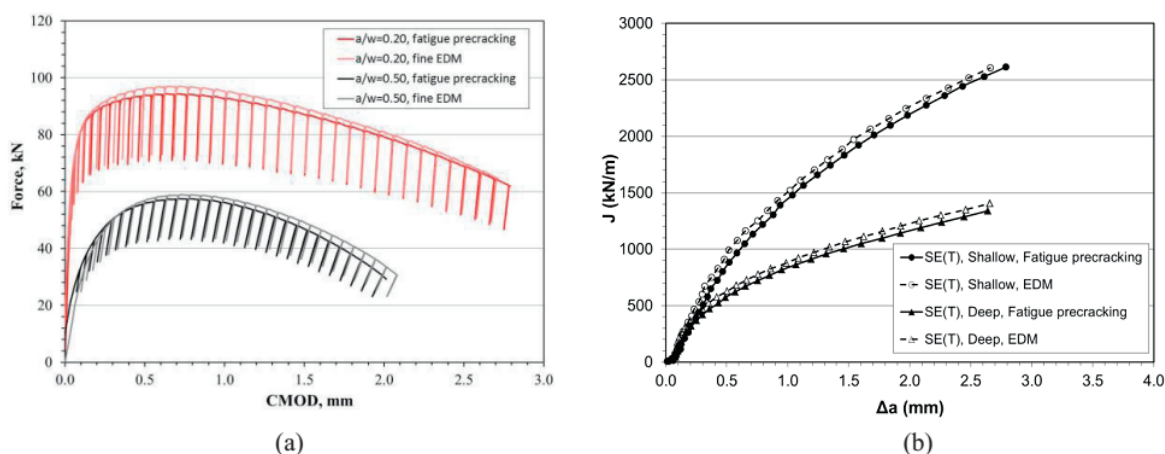 120
100
80
60
40
20
0
Force, kN
a/w=0.20, fatigue precracking
a/w=0.20, fine EDM
a/w=0.50, fatigue precracking
a/w=0.50, fine EDM
0.0 0.5 1.0 1.5 2.0 2.5 3.0
CMOD, mm
(a)
3000
2500
2000
1500
1000
500
0
J (kN/m)
SE(T), Shallow, Fatigue precracking
SE(T), Shallow, EDM
SE(T), Deep, Fatigue precracking
SE(T), Deep, EDM
0.0 0.5 1.0 1.5 2.0 2.5 3.0 3.5 4.0
Δa (mm)
(b)